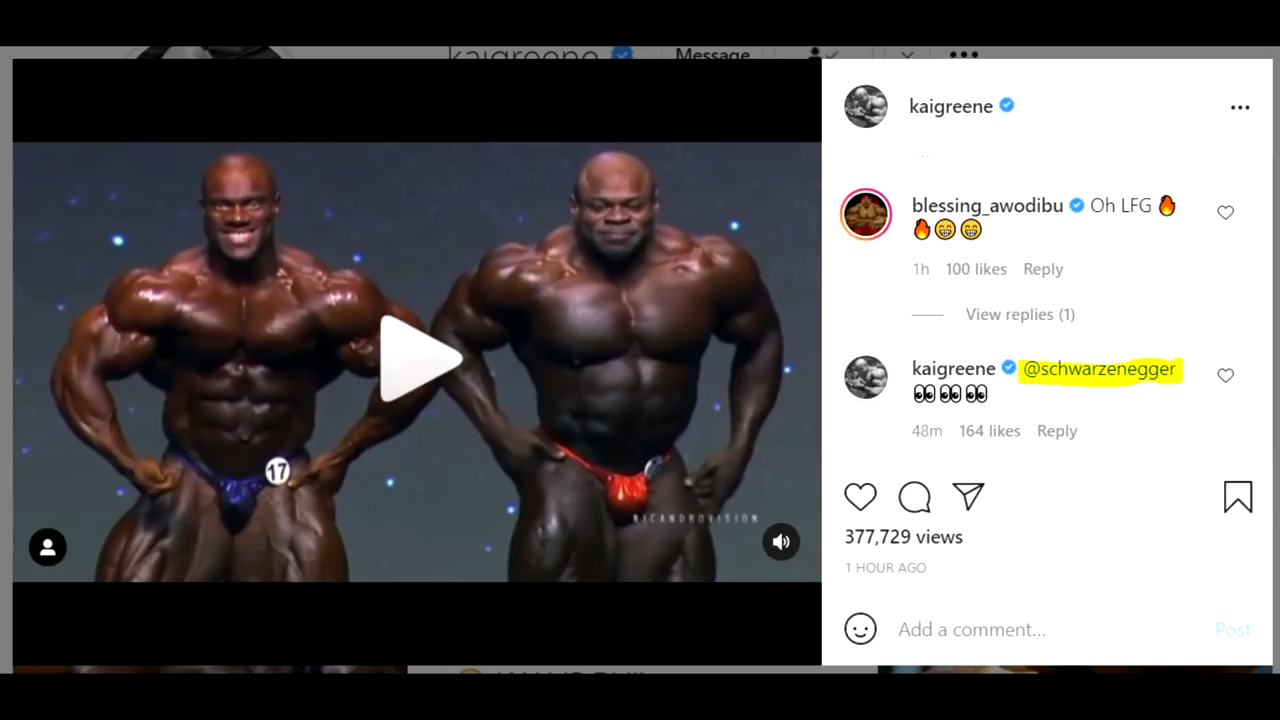 kaigreene Message
17
NICANDROVISION
kaigreene
blessing_awodibu Oh LFG 🔥
🔥😁😁
1h 100 likes Reply
View replies (1)
kaigreene @schwarzenegger
👀 👀 👀
48m 164 likes Reply
377,729 views
1 HOUR AGO
Add a comment... Post